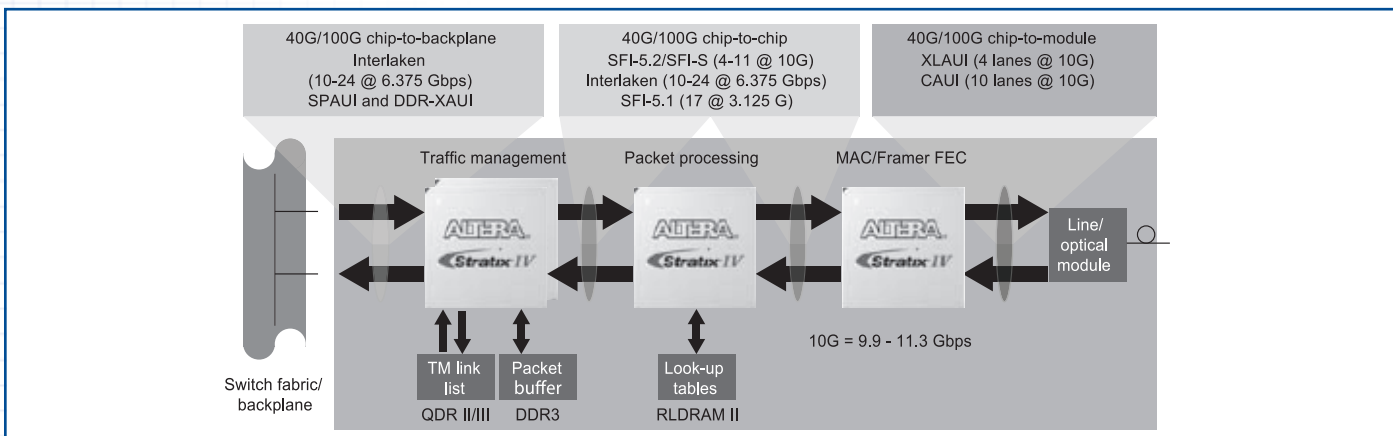 40G/100G chip-to-backplane
Interlaken
(10-24 @ 6.375 Gbps)
SPAUI and DDR-XAUI
40G/100G chip-to-chip
SFI-5.2/SFI-S (4-11 @ 10G)
Interlaken (10-24 @ 6.375 Gbps)
SFI-5.1 (17 @ 3.125 G)
40G/100G chip-to-module
XLAUI (4 lanes @ 10G)
CAUI (10 lanes @ 10G)
Traffic management
Packet processing
MAC/Framer FEC
ALTERA.
Stratix IV
ALTERA.
Stratix IV
ALTERA.
Stratix IV
Line/
optical
module
10G = 9.9 - 11.3 Gbps
TM link
list
Packet
buffer
Look-up
tables
QDR II/III
DDR3
RLDRAM II
Switch fabric/
backplane